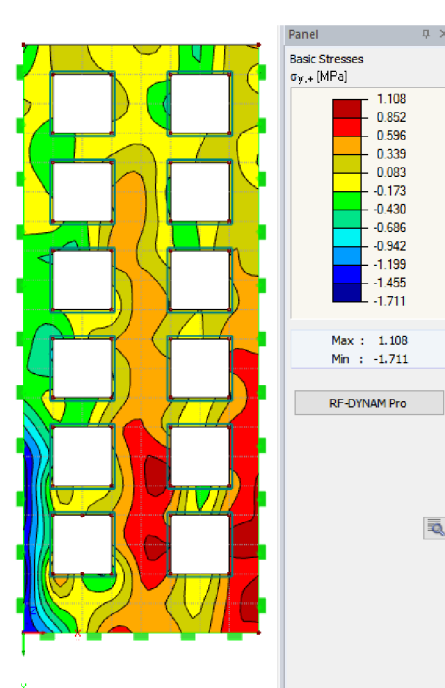 Panel
Basic Stresses
σy,+ [MPa]
1.108
0.852
0.596
0.339
0.083
-0.173
-0.430
-0.686
-0.942
-1.199
-1.455
-1.711
Max : 1.108
Min : -1.711
RF-DYNAM Pro
X